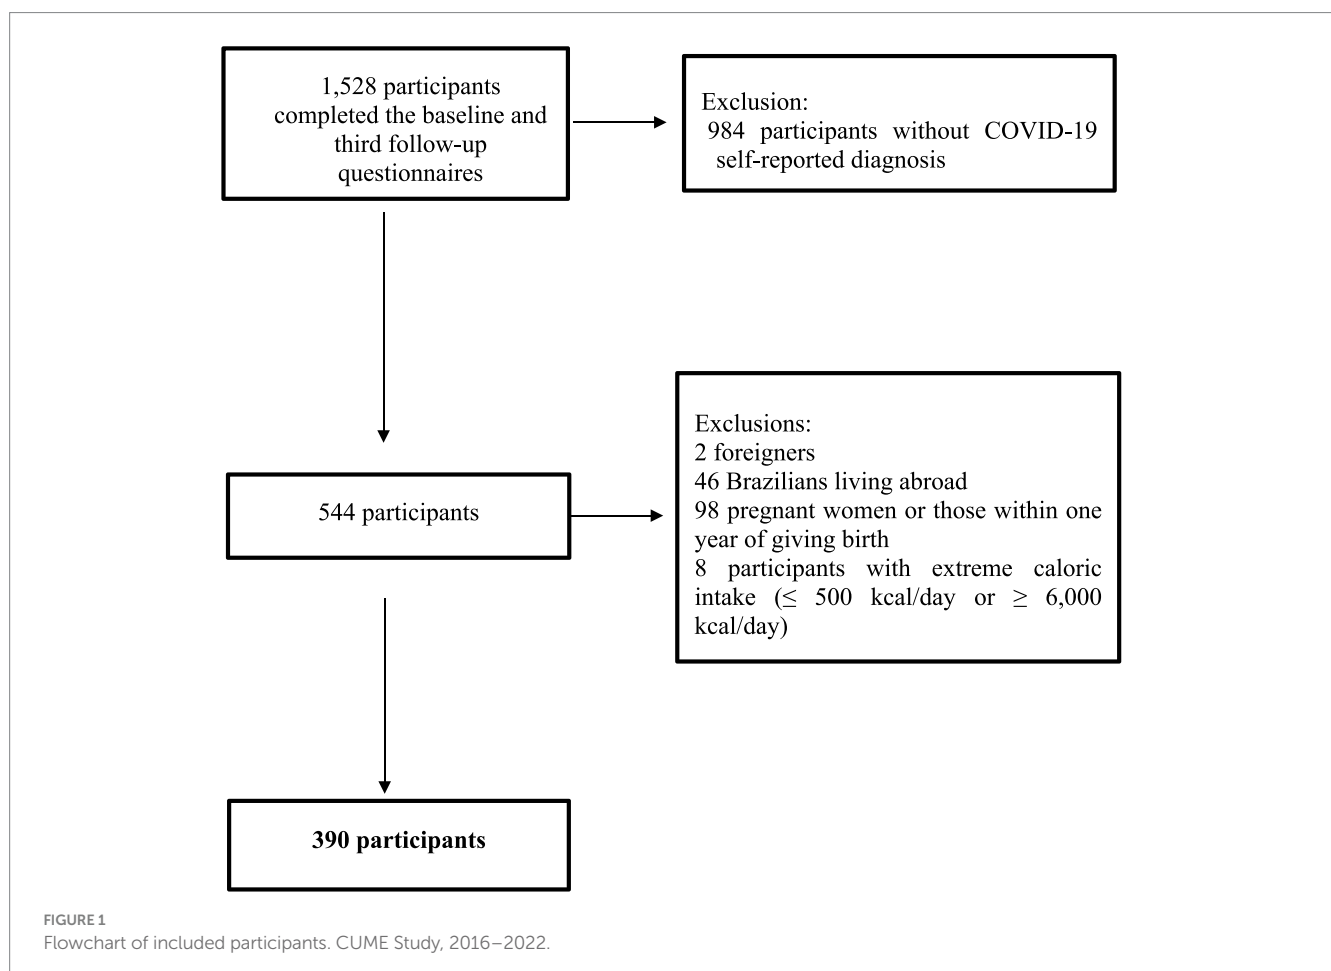 1,528 participants
completed the baseline and
third follow-up
questionnaires
Exclusion:
984 participants without COVID-19
self-reported diagnosis
544 participants
Exclusions:
2 foreigners
46 Brazilians living abroad
98 pregnant women or those within one
year of giving birth
8 participants with extreme caloric
intake (≤ 500 kcal/day or ≥ 6,000
kcal/day)
390 participants
FIGURE 1
Flowchart of included participants. CUME Study, 2016–2022.